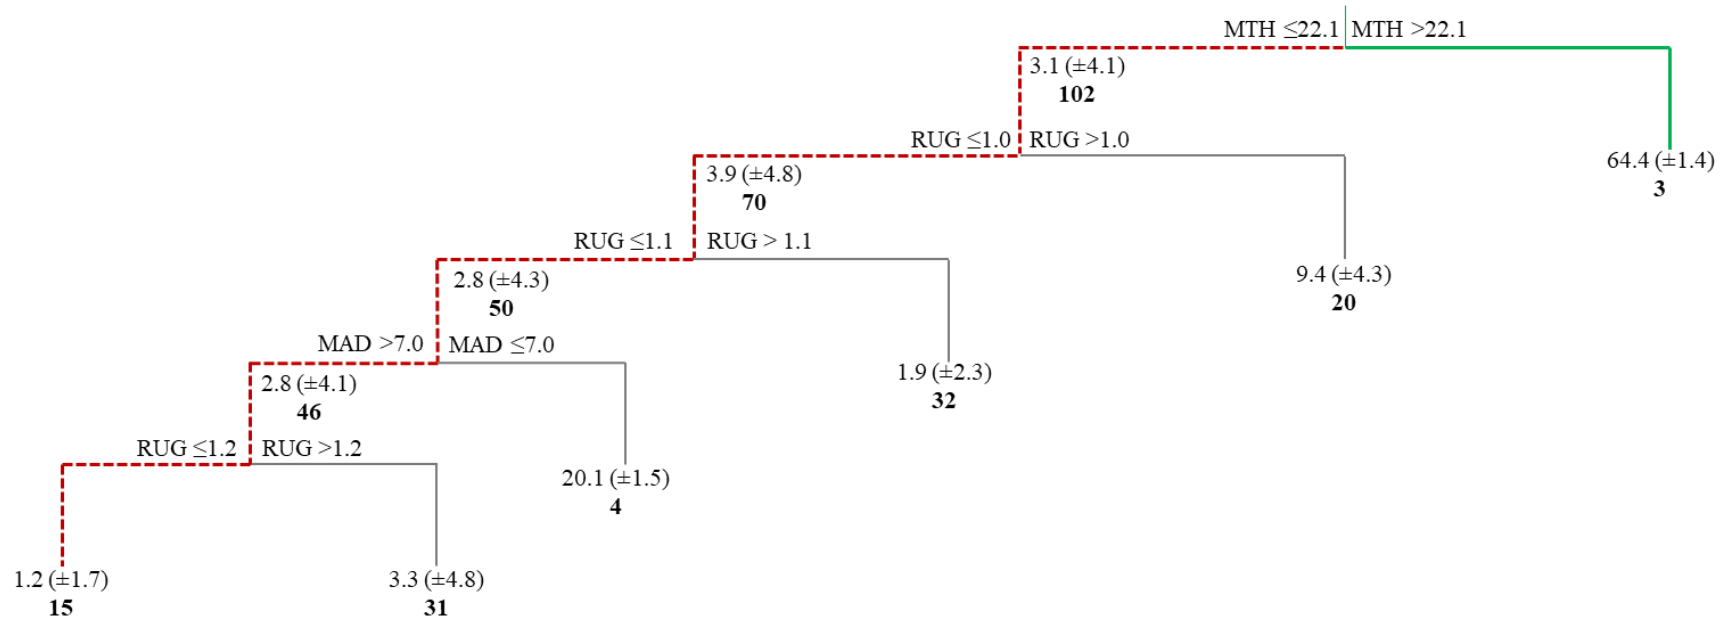 MTH ≤22.1 MTH >22.1
3.1 (±4.1)
102
RUG ≤1.0 RUG >1.0
64.4 (±1.4)
3
3.9 (±4.8)
70
RUG ≤1.1 RUG > 1.1
9.4 (±4.3)
20
2.8 (±4.3)
50
MAD >7.0 MAD ≤7.0
1.9 (±2.3)
32
2.8 (±4.1)
46
RUG ≤1.2 RUG >1.2
20.1 (±1.5)
4
1.2 (±1.7) 3.3 (±4.8)
15 31